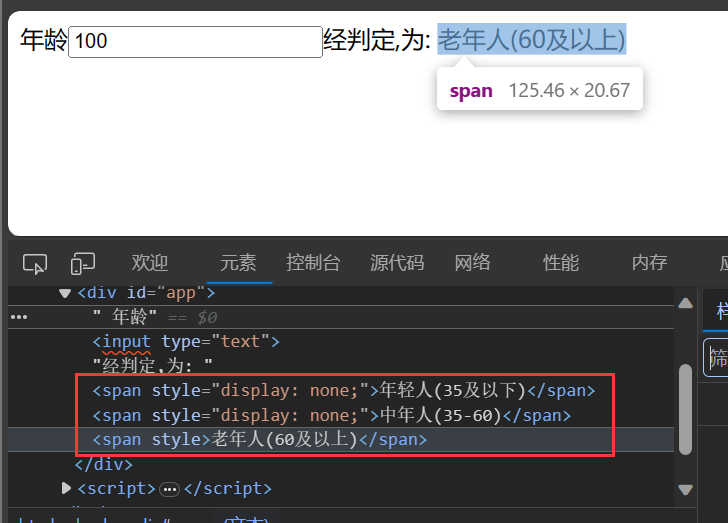 年龄100经判定,为: 老年人(60及以上)
span 125.46 × 20.67
欢迎 元素 控制台 源代码 网络 性能 内存
<div id="app">
" 年龄" == $0
<input type="text">
"经判定,为: "
<span style="display: none;">年轻人(35及以下)</span>
<span style="display: none;">中年人(35-60)</span>
<span style>老年人(60及以上)</span>
</div>
<script>…</script>
筛